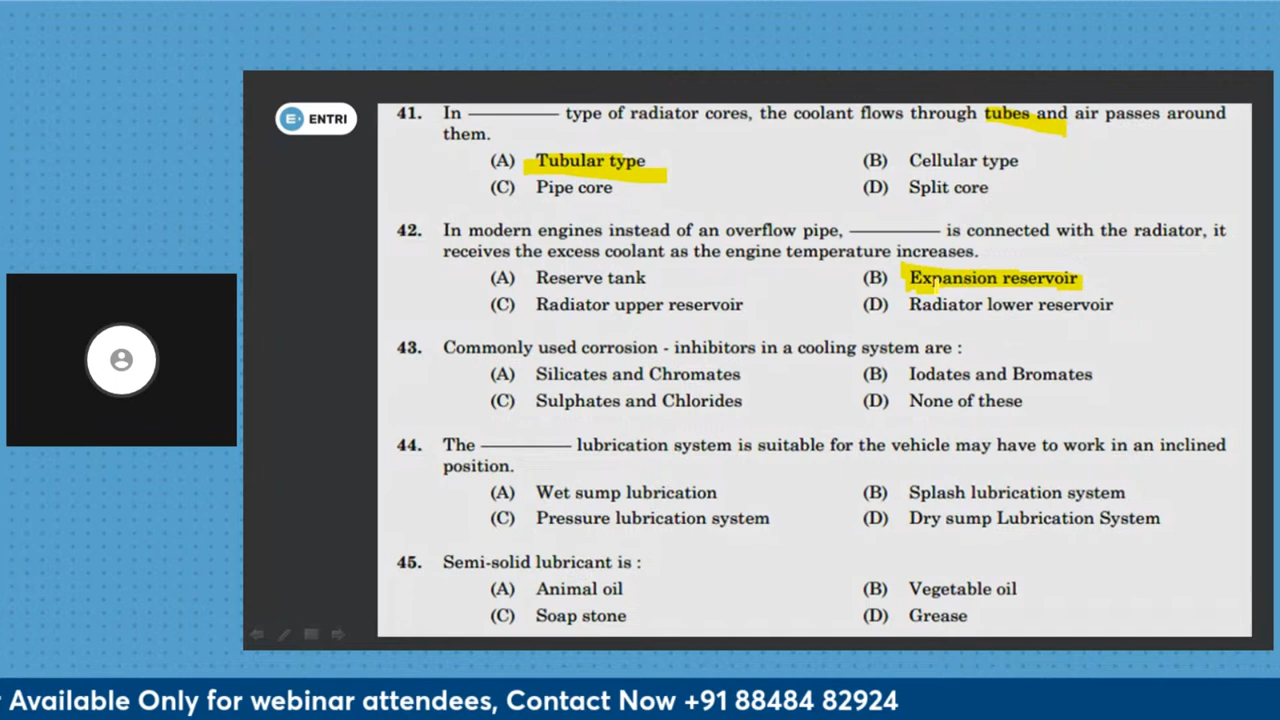 ENTRI
41. In ———— type of radiator cores, the coolant flows through tubes and air passes around
them.
(A) Tubular type (B) Cellular type
(C) Pipe core (D) Split core
42. In modern engines instead of an overflow pipe, ———— is connected with the radiator, it
receives the excess coolant as the engine temperature increases.
(A) Reserve tank (B) Expansion reservoir
(C) Radiator upper reservoir (D) Radiator lower reservoir
43. Commonly used corrosion - inhibitors in a cooling system are :
(A) Silicates and Chromates (B) Iodates and Bromates
(C) Sulphates and Chlorides (D) None of these
44. The ———— lubrication system is suitable for the vehicle may have to work in an inclined
position.
(A) Wet sump lubrication (B) Splash lubrication system
(C) Pressure lubrication system (D) Dry sump Lubrication System
45. Semi-solid lubricant is :
(A) Animal oil (B) Vegetable oil
(C) Soap stone (D) Grease
Available Only for webinar attendees, Contact Now +91 88484 82924